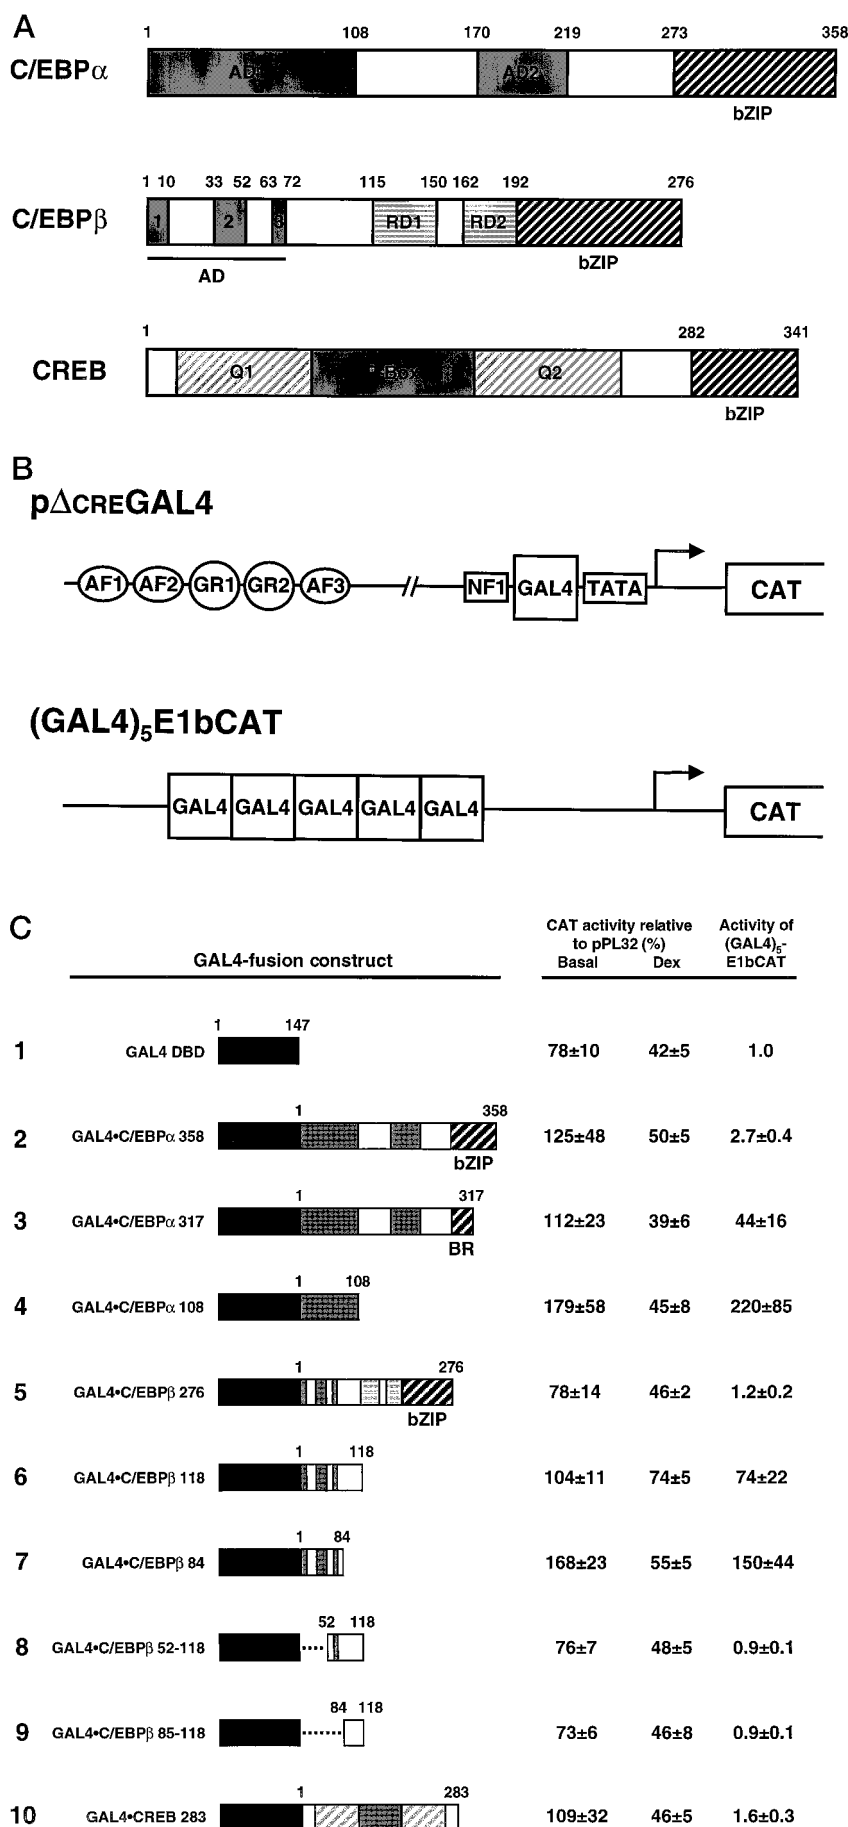 A
1 108 170 219 273 358
C/EBPα AD2
bZIP
1 10 33 52 63 72 115 150 162 192 276
C/EBPβ 1 2 3 RD1 RD2
bZIP
AD
1 282 341
CREB Q1 Q2
bZIP
B
pΔCREGAL4
AF1 AF2 GR1 GR2 AF3 // NF1 GAL4 TATA CAT
(GAL4)5E1bCAT
GAL4 GAL4 GAL4 GAL4 GAL4 CAT
C
CAT activity relative to pPL32 (%)
Activity of (GAL4)5-E1bCAT
GAL4-fusion construct Basal Dex
1 147
1 GAL4 DBD 78±10 42±5 1.0
1 358
2 GAL4•C/EBPα 358 125±48 50±5 2.7±0.4
bZIP
1 317
3 GAL4•C/EBPα 317 112±23 39±6 44±16
BR
1 108
4 GAL4•C/EBPα 108 179±58 45±8 220±85
1 276
5 GAL4•C/EBPβ 276 78±14 46±2 1.2±0.2
bZIP
1 118
6 GAL4•C/EBPβ 118 104±11 74±5 74±22
1 84
7 GAL4•C/EBPβ 84 168±23 55±5 150±44
52 118
8 GAL4•C/EBPβ 52-118 76±7 48±5 0.9±0.1
84 118
9 GAL4•C/EBPβ 85-118 73±6 46±8 0.9±0.1
1 283
10 GAL4•CREB 283 109±32 46±5 1.6±0.3